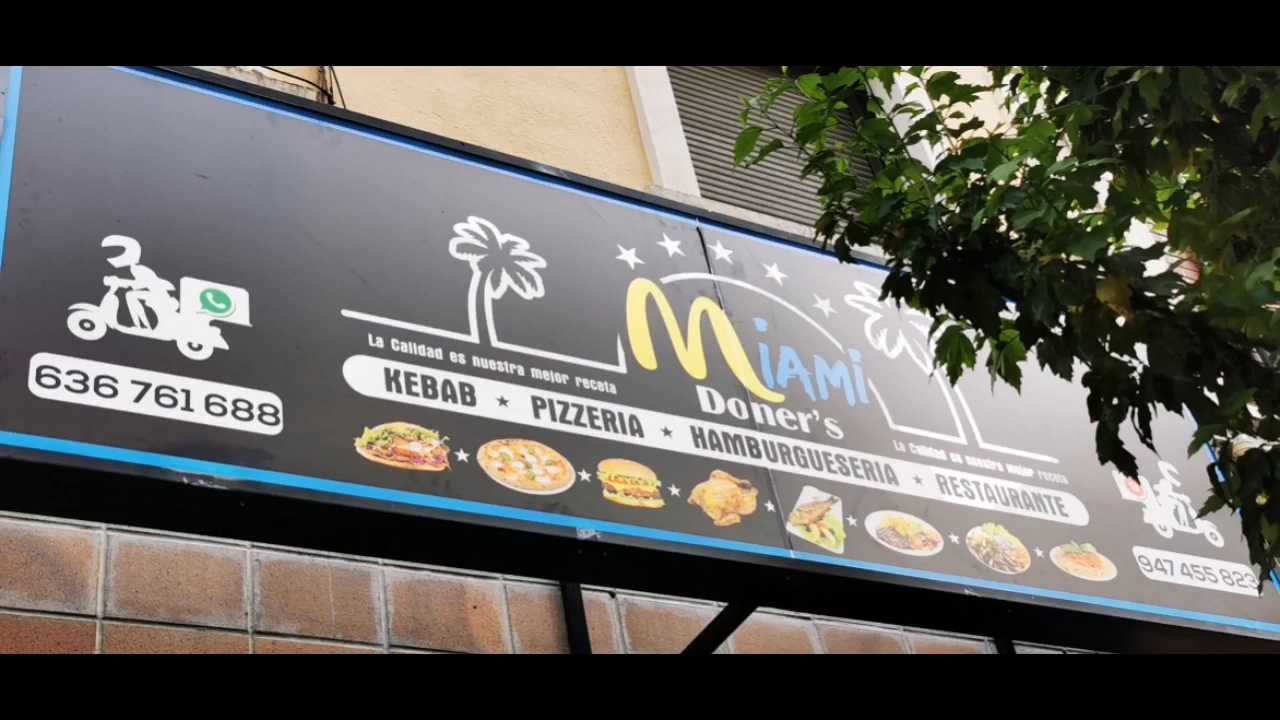 636 761 688
MIAMI
Doner's
La Calidad es nuestra mejor receta
KEBAB ★ PIZZERIA ★ HAMBURGUESERIA ★ RESTAURANTE
La Calidad es nuestra mejor receta
947 455 823